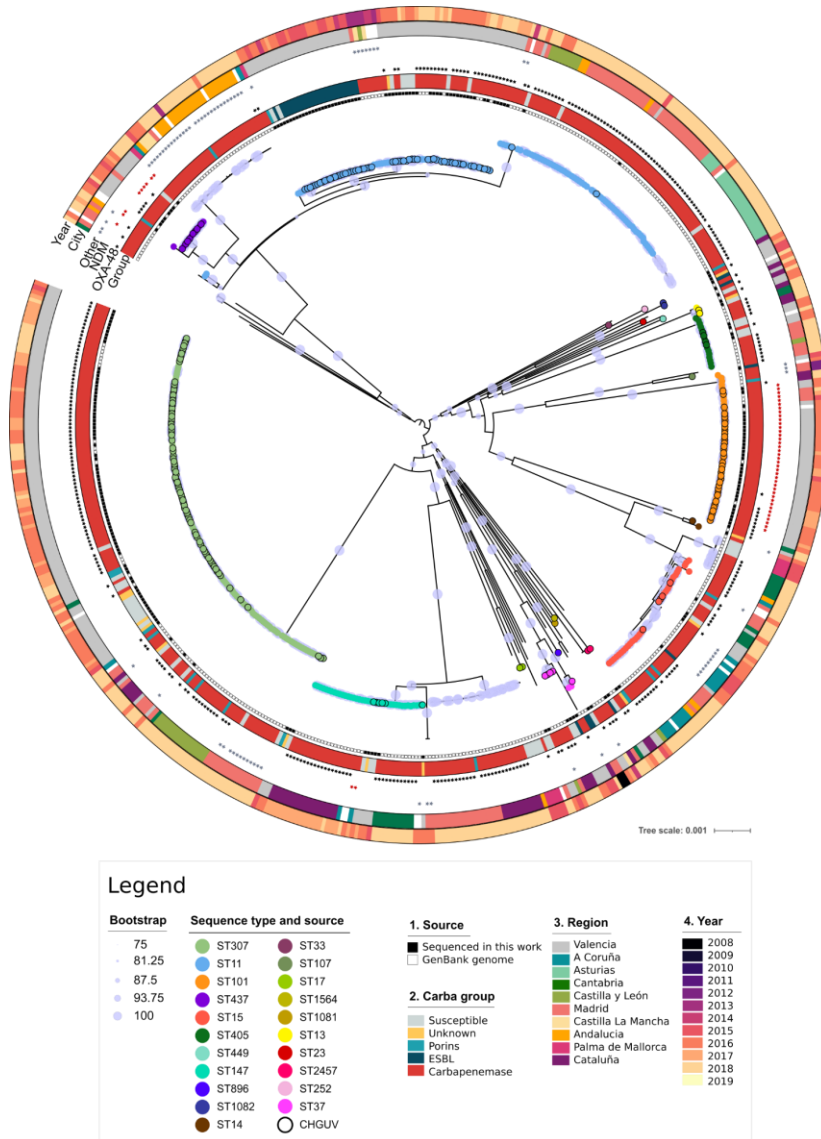 Year
City
Other
NDM
OXA-48
Group
Tree scale: 0.001
Legend
Bootstrap
75
81.25
87.5
93.75
100
Sequence type and source
ST307
ST11
ST101
ST437
ST15
ST405
ST449
ST147
ST896
ST1082
ST14
ST33
ST107
ST17
ST1564
ST1081
ST13
ST23
ST2457
ST252
ST37
CHGUV
1. Source
Sequenced in this work
GenBank genome
2. Carba group
Susceptible
Unknown
Porins
ESBL
Carbapenemase
3. Region
Valencia
A Coruña
Asturias
Cantabria
Castilla y León
Madrid
Castilla La Mancha
Andalucia
Palma de Mallorca
Cataluña
4. Year
2008
2009
2010
2011
2012
2013
2014
2015
2016
2017
2018
2019